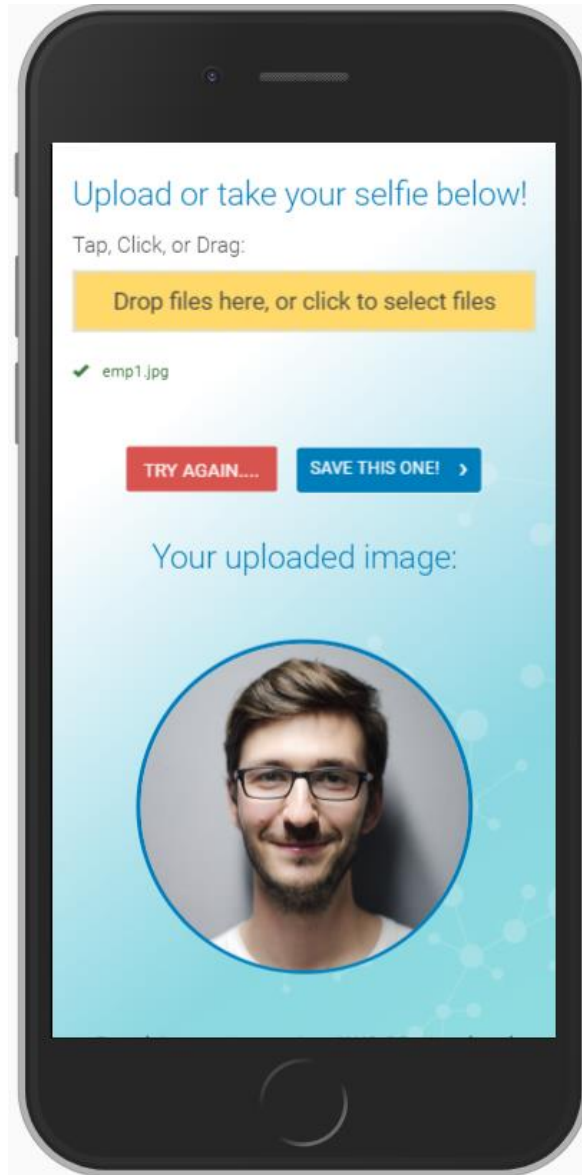 Upload or take your selfie below!
Tap, Click, or Drag:
Drop files here, or click to select files
✔ emp1.jpg
TRY AGAIN....
SAVE THIS ONE! ›
Your uploaded image: